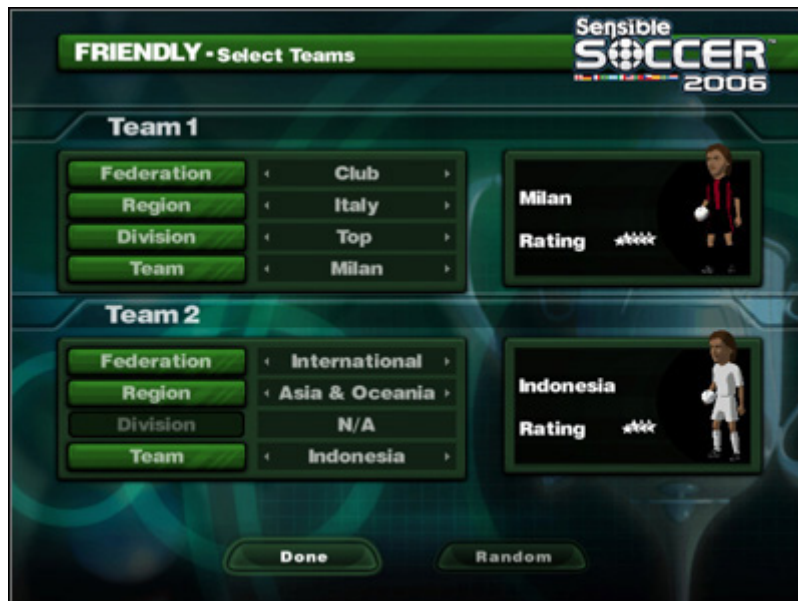 Sensible
SOCCER™
2006
FRIENDLY - Select Teams
Team 1
Federation Club
Region Italy
Division Top
Team Milan
Milan
Rating
Team 2
Federation International
Region Asia & Oceania
Division N/A
Team Indonesia
Indonesia
Rating
Done Random